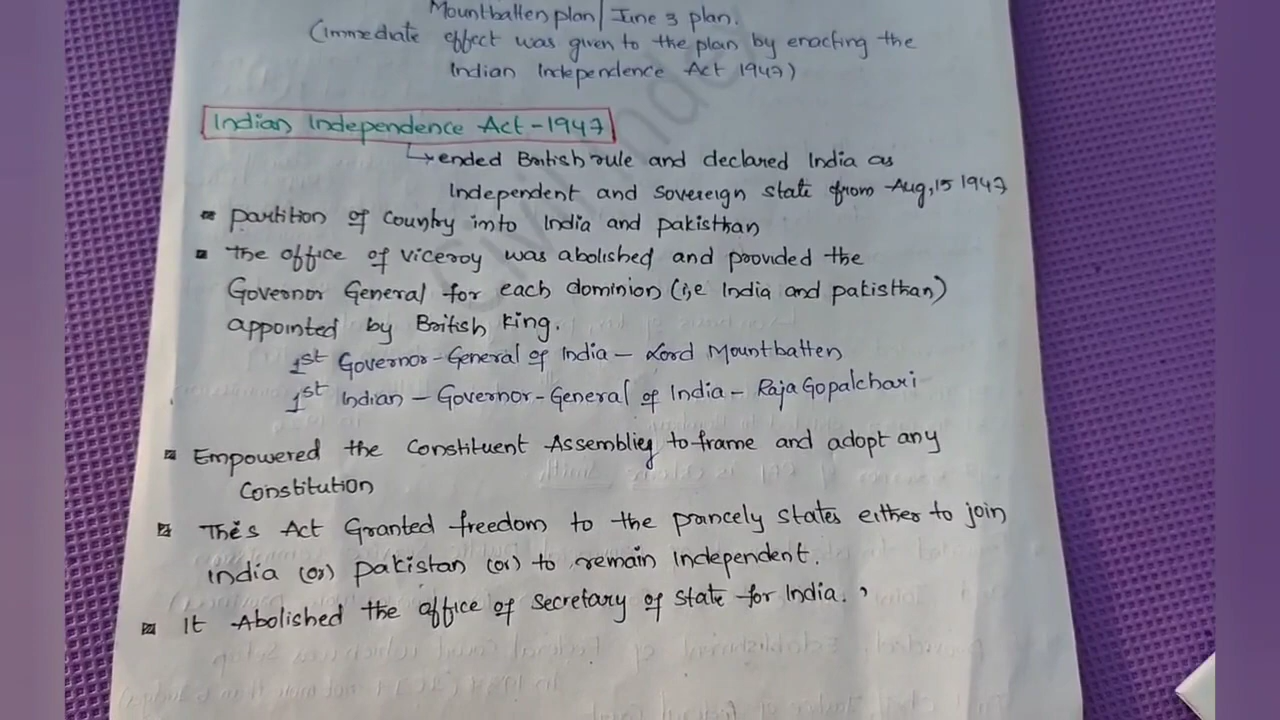 Mountbatten plan/ June 3 plan.
(immediate effect was given to the plan by enacting the
Indian Independence Act 1947)
Indian Independence Act - 1947
↳ ended British rule and declared India as
Independent and sovereign state from Aug, 15 1947
▪ partition of country into India and pakisthan
▪ The office of viceroy was abolished and provided the
Governor General for each dominion (i,e India and pakisthan)
appointed by British king.
1st Governor-General of India - Lord Mountbatten
1st Indian - Governor-General of India - Raja Gopalchari
▪ Empowered the Constituent Assemblies to frame and adopt any
Constitution
▪ This Act Granted freedom to the princely states either to join
india (or) pakistan (or) to remain independent.
▪ It Abolished the office of secretary of state for India.
Civil Index